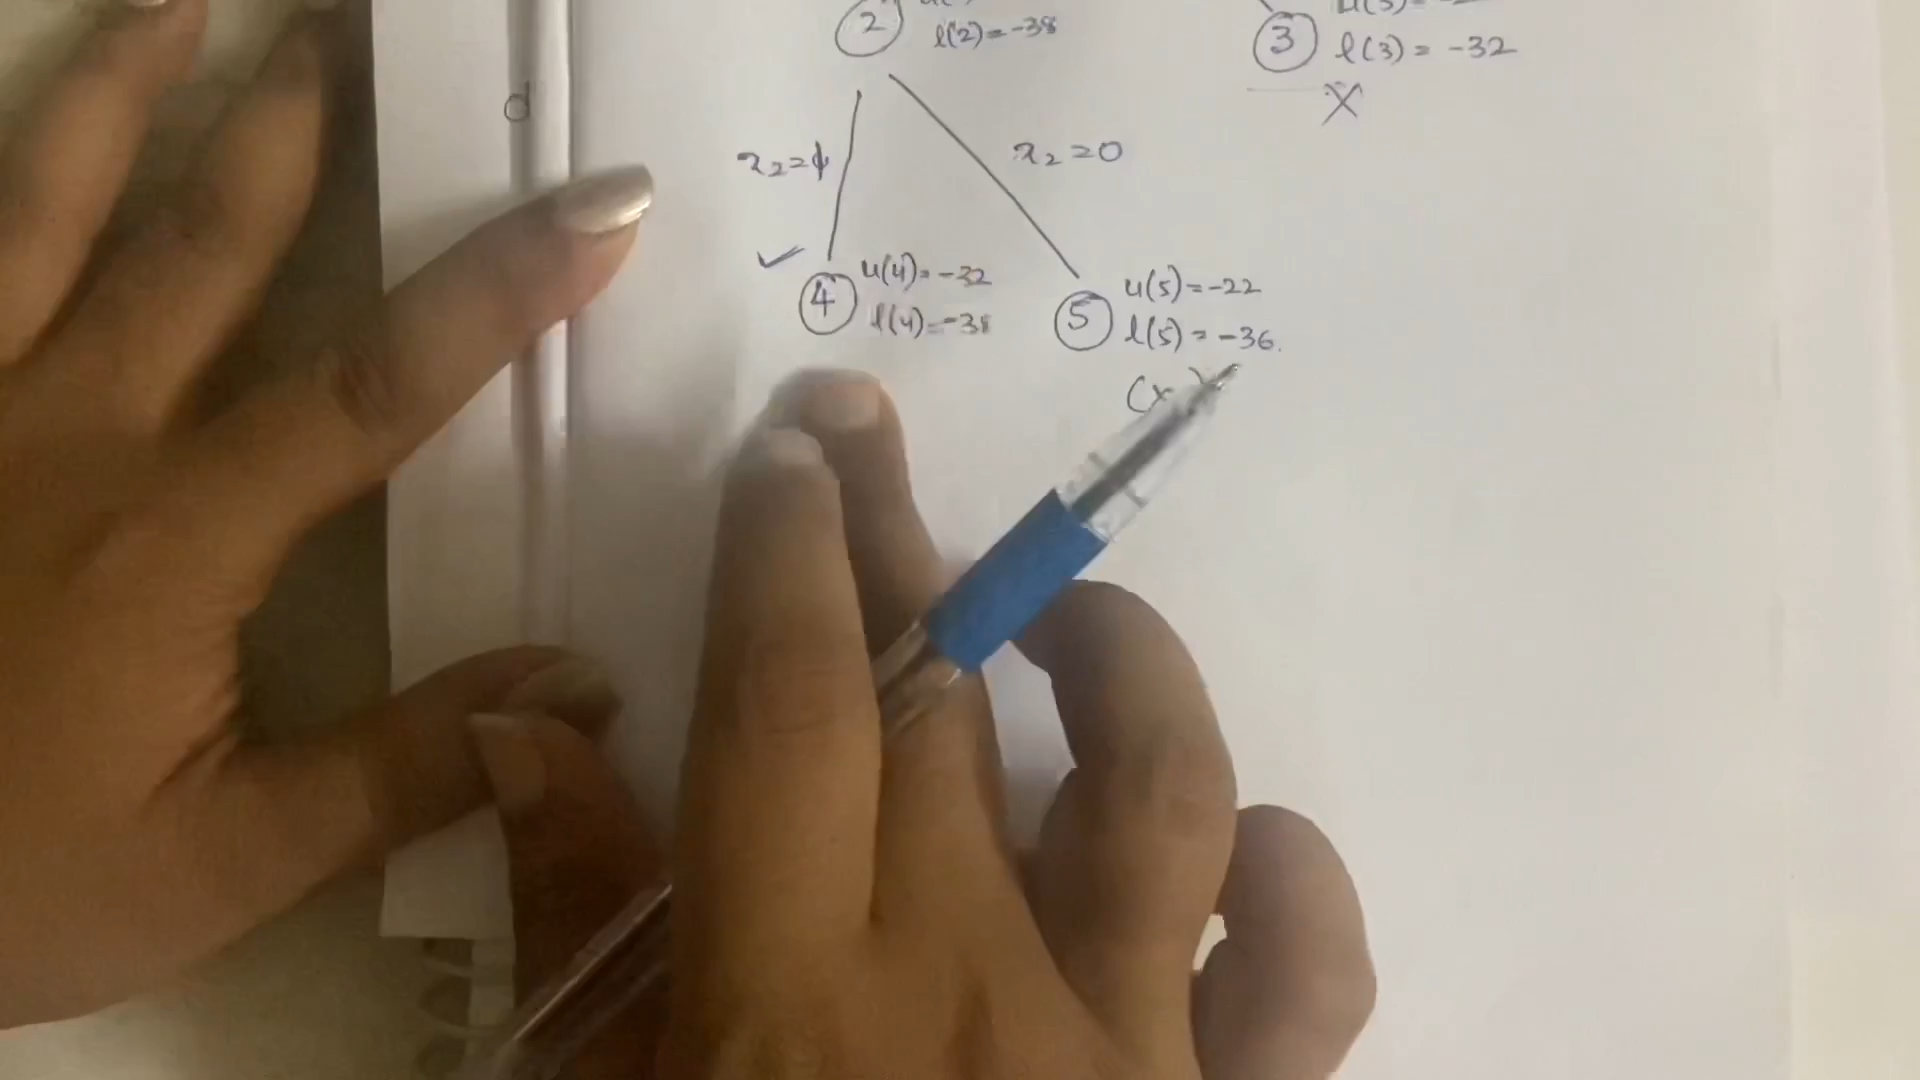 2
l(2)=-38
3
l(3) = -32
X
d
x₂=1
x₂=0
✓
4
u(4)=-32
l(4)=-38
5
u(5)=-22
l(5) = -36.
(x